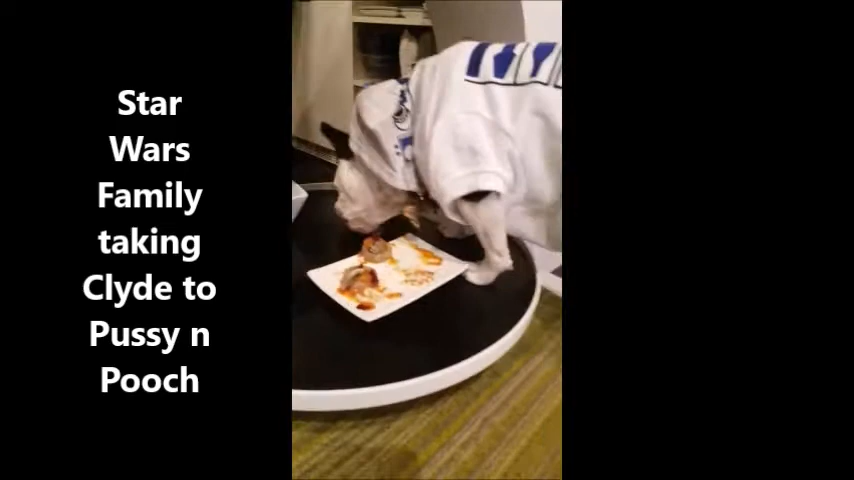 Star
Wars
Family
taking
Clyde to
Pussy n
Pooch